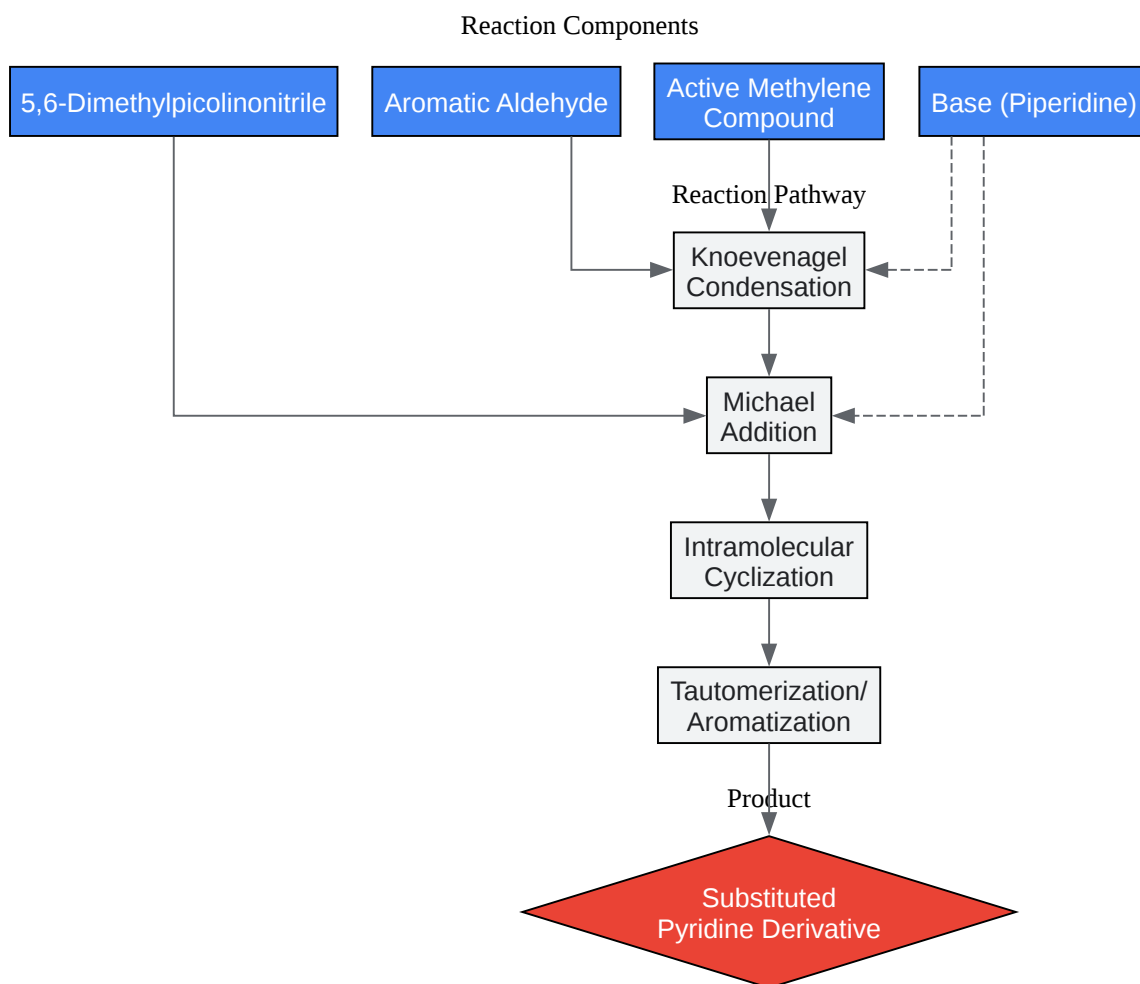 Reaction Components
5,6-Dimethylpicolinonitrile
Aromatic Aldehyde
Active Methylene
Compound
Base (Piperidine)
Reaction Pathway
Knoevenagel
Condensation
Michael
Addition
Intramolecular
Cyclization
Tautomerization/
Aromatization
Product
Substituted
Pyridine Derivative